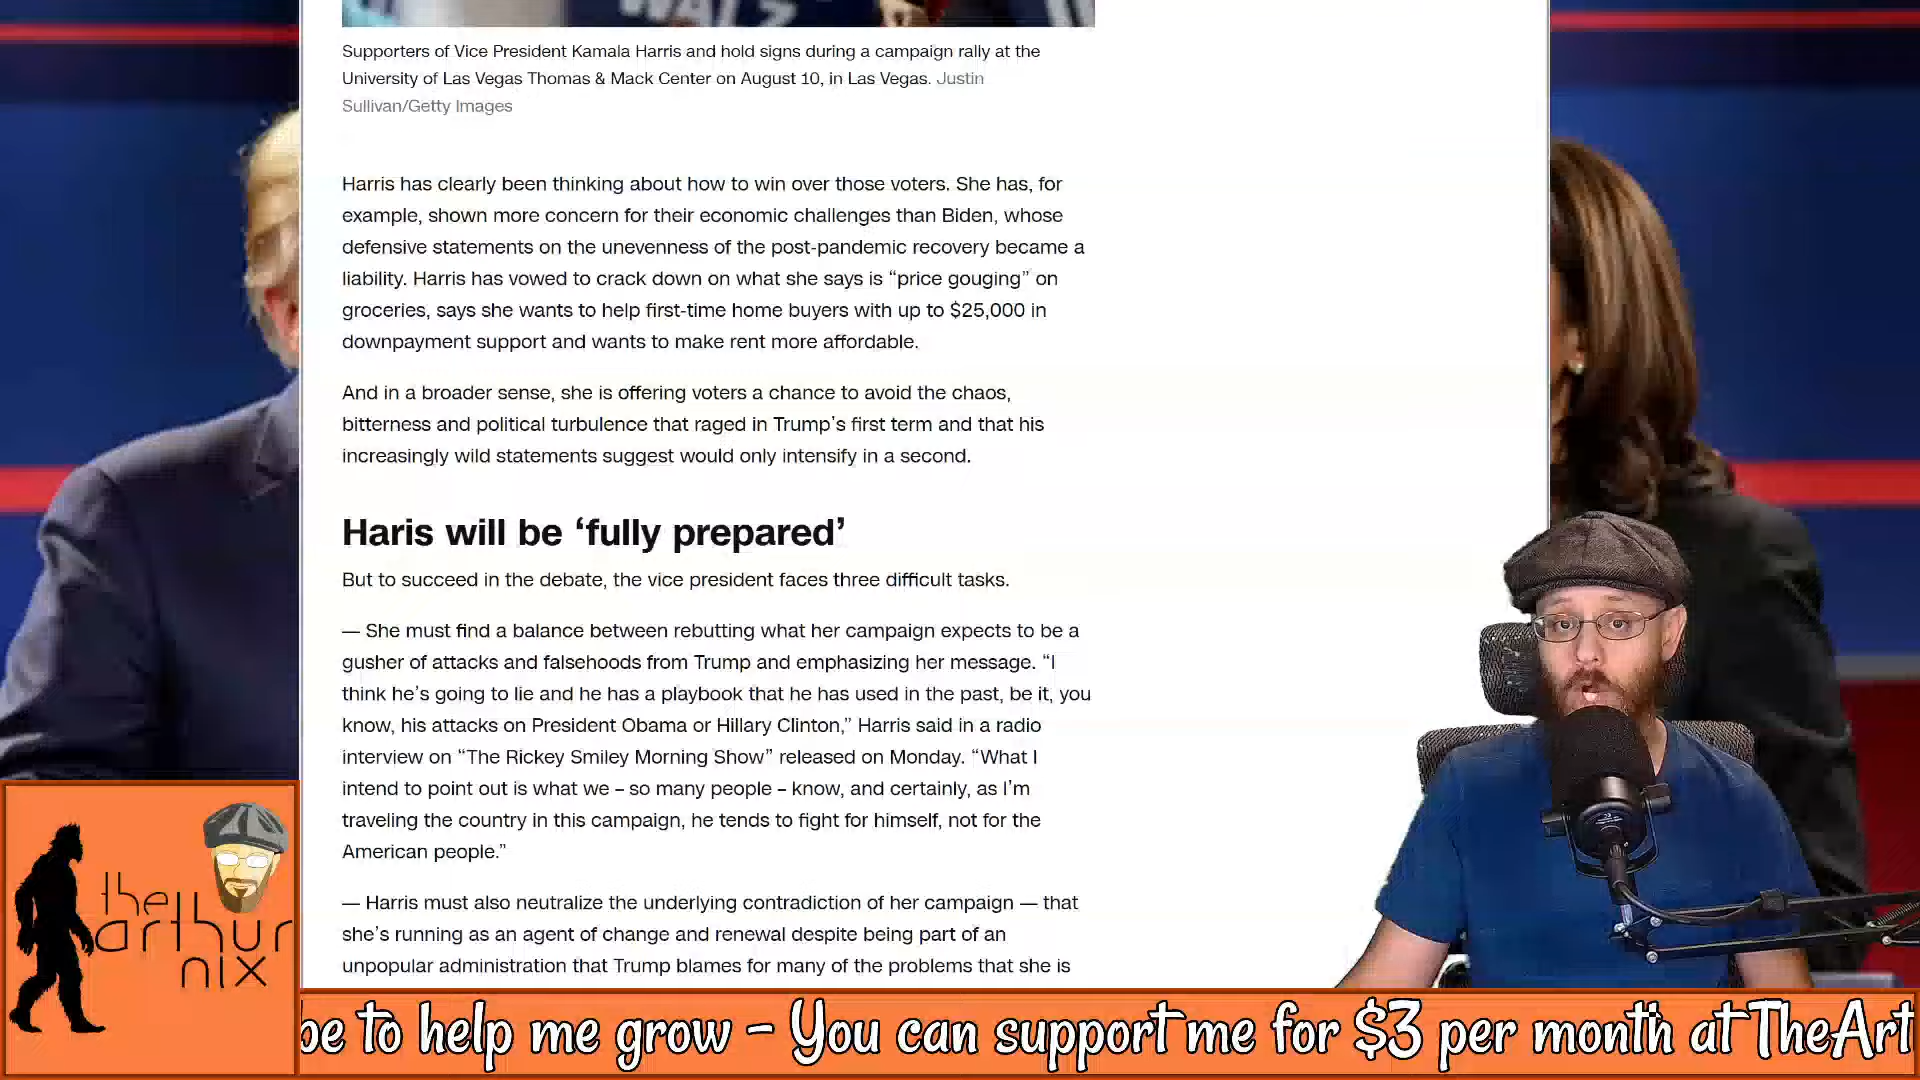 WALZ
Supporters of Vice President Kamala Harris and hold signs during a campaign rally at the
University of Las Vegas Thomas & Mack Center on August 10, in Las Vegas. Justin
Sullivan/Getty Images
Harris has clearly been thinking about how to win over those voters. She has, for
example, shown more concern for their economic challenges than Biden, whose
defensive statements on the unevenness of the post-pandemic recovery became a
liability. Harris has vowed to crack down on what she says is “price gouging” on
groceries, says she wants to help first-time home buyers with up to $25,000 in
downpayment support and wants to make rent more affordable.
And in a broader sense, she is offering voters a chance to avoid the chaos,
bitterness and political turbulence that raged in Trump’s first term and that his
increasingly wild statements suggest would only intensify in a second.
Haris will be ‘fully prepared’
But to succeed in the debate, the vice president faces three difficult tasks.
— She must find a balance between rebutting what her campaign expects to be a
gusher of attacks and falsehoods from Trump and emphasizing her message. “I
think he’s going to lie and he has a playbook that he has used in the past, be it, you
know, his attacks on President Obama or Hillary Clinton,” Harris said in a radio
interview on “The Rickey Smiley Morning Show” released on Monday. “What I
intend to point out is what we – so many people – know, and certainly, as I’m
traveling the country in this campaign, he tends to fight for himself, not for the
American people.”
— Harris must also neutralize the underlying contradiction of her campaign — that
she’s running as an agent of change and renewal despite being part of an
unpopular administration that Trump blames for many of the problems that she is
the
arthur
nix
be to help me grow - You can support me for $3 per month at TheArt